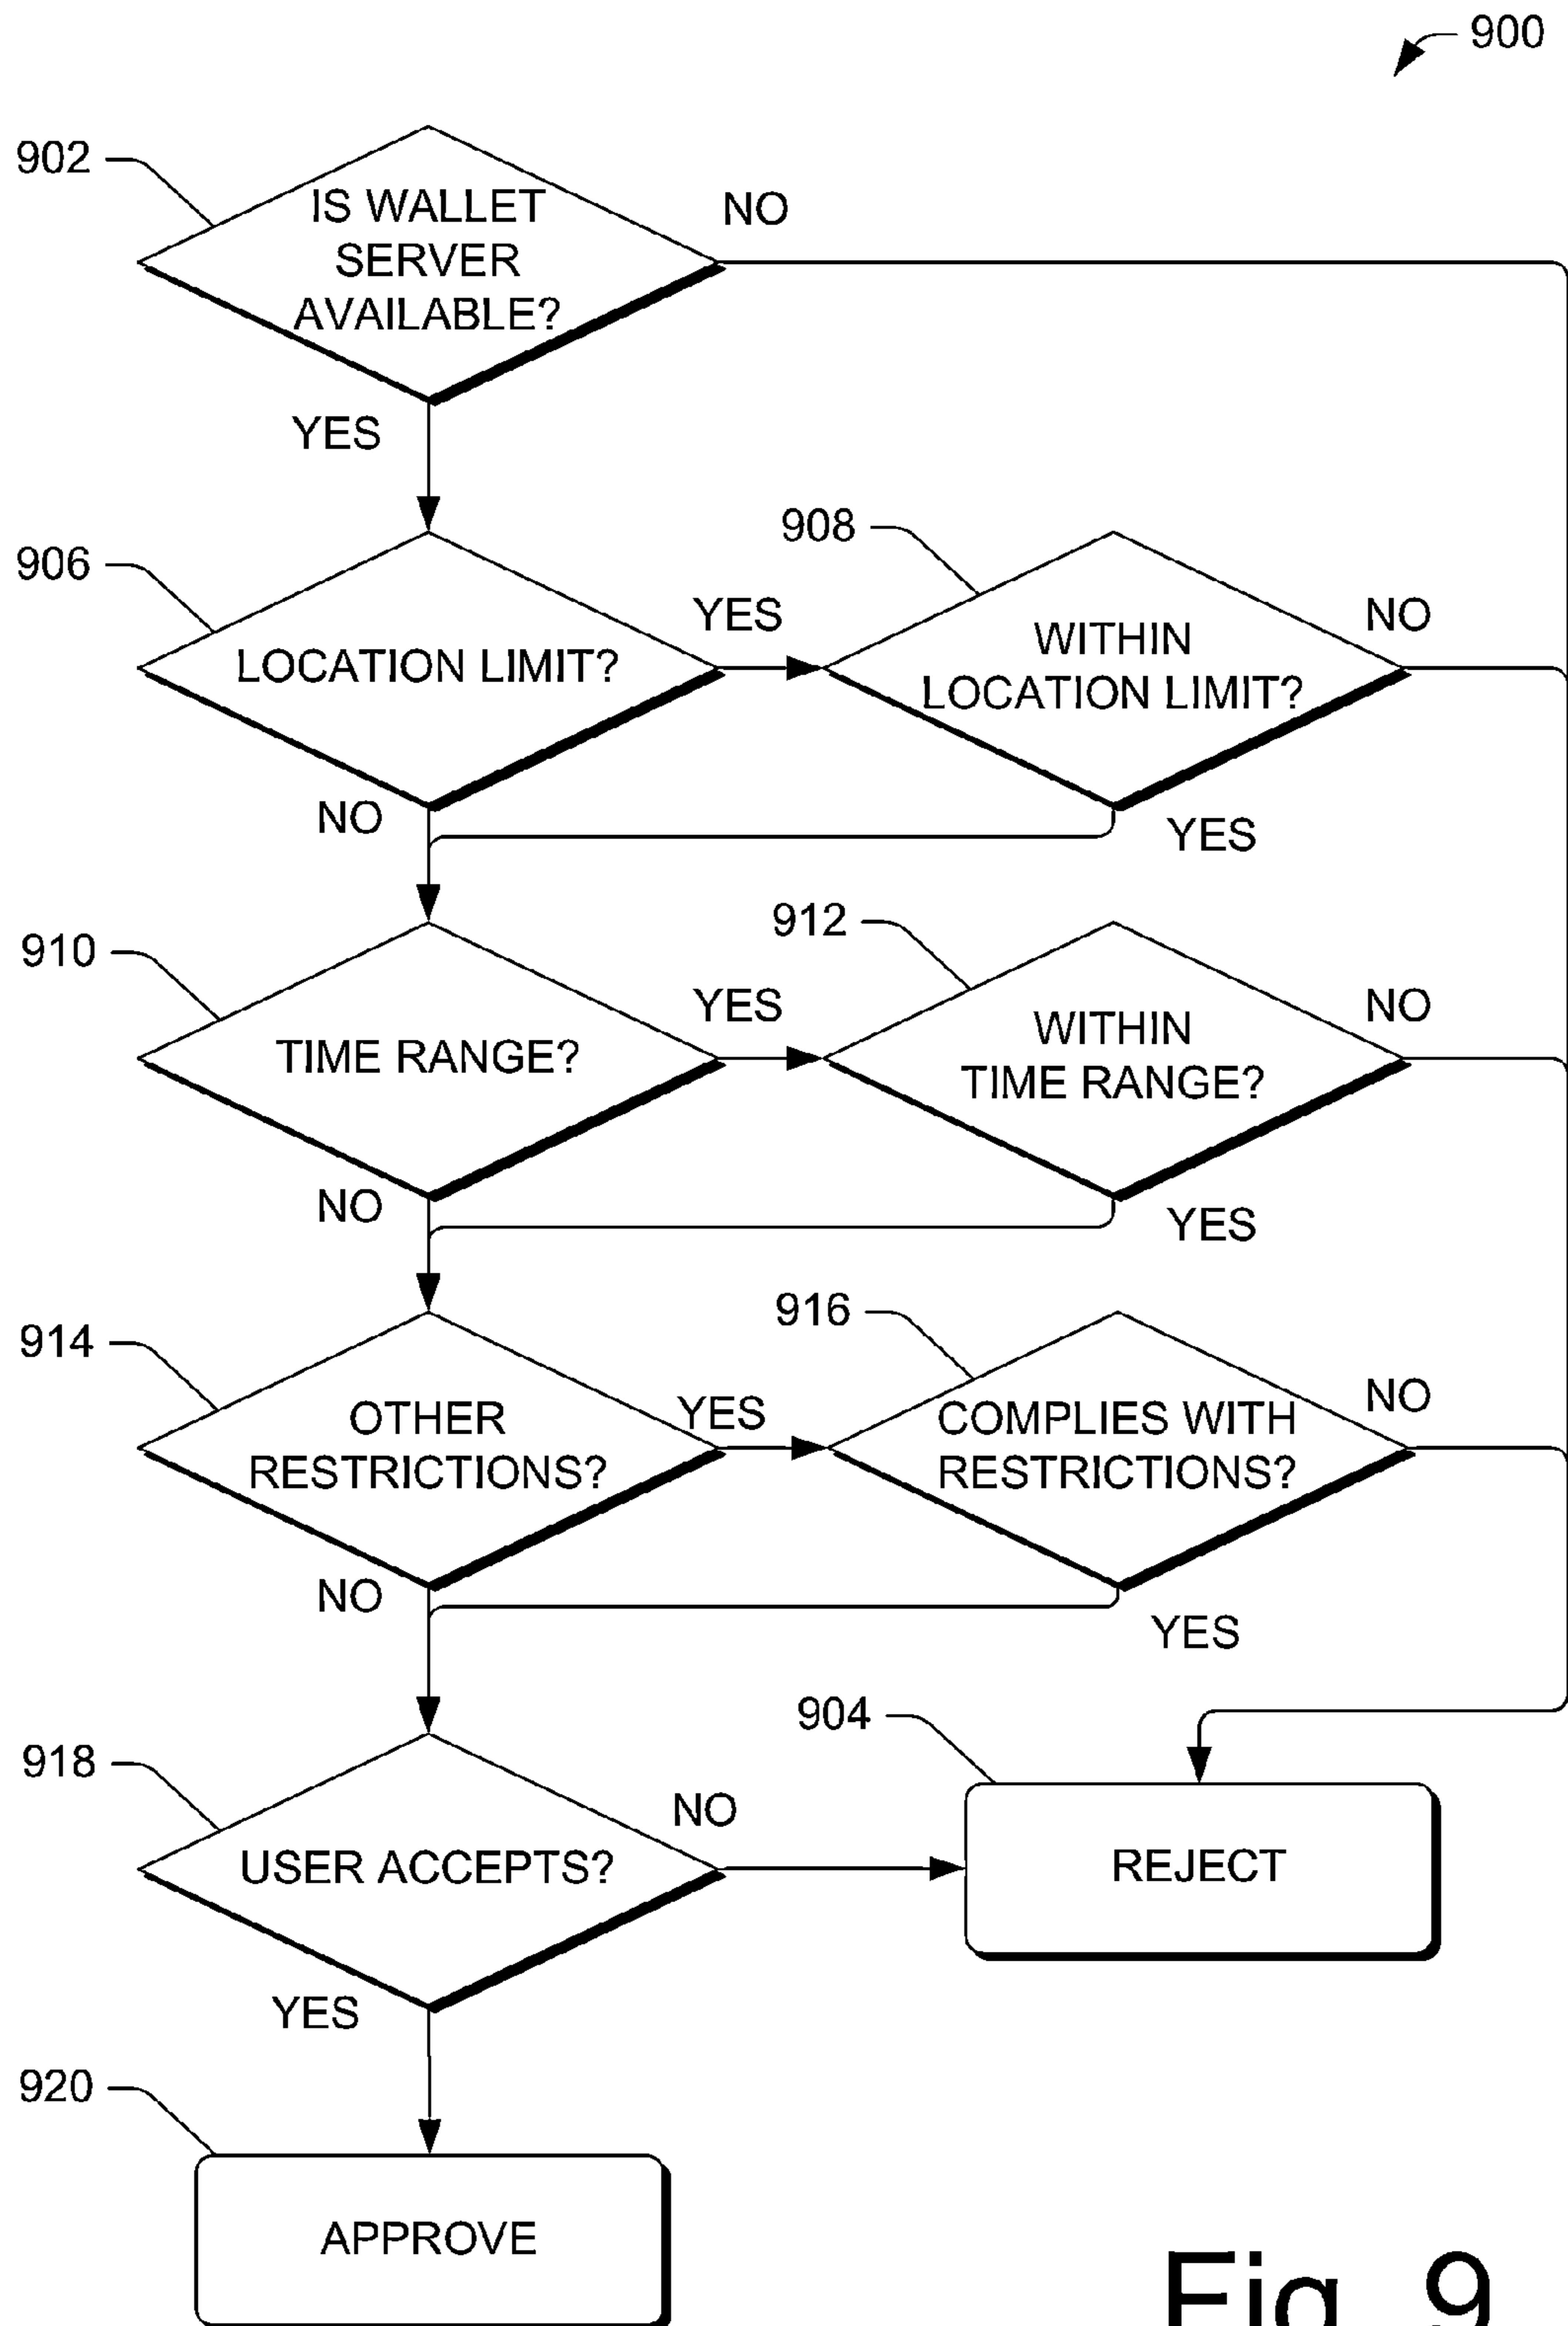 900
902
IS WALLET
SERVER
AVAILABLE?
NO
YES
906
LOCATION LIMIT?
YES
908
WITHIN
LOCATION LIMIT?
NO
NO
YES
910
TIME RANGE?
YES
912
WITHIN
TIME RANGE?
NO
NO
YES
914
OTHER
RESTRICTIONS?
YES
916
COMPLIES WITH
RESTRICTIONS?
NO
NO
YES
918
USER ACCEPTS?
NO
904
REJECT
YES
920
APPROVE
Fig. 9